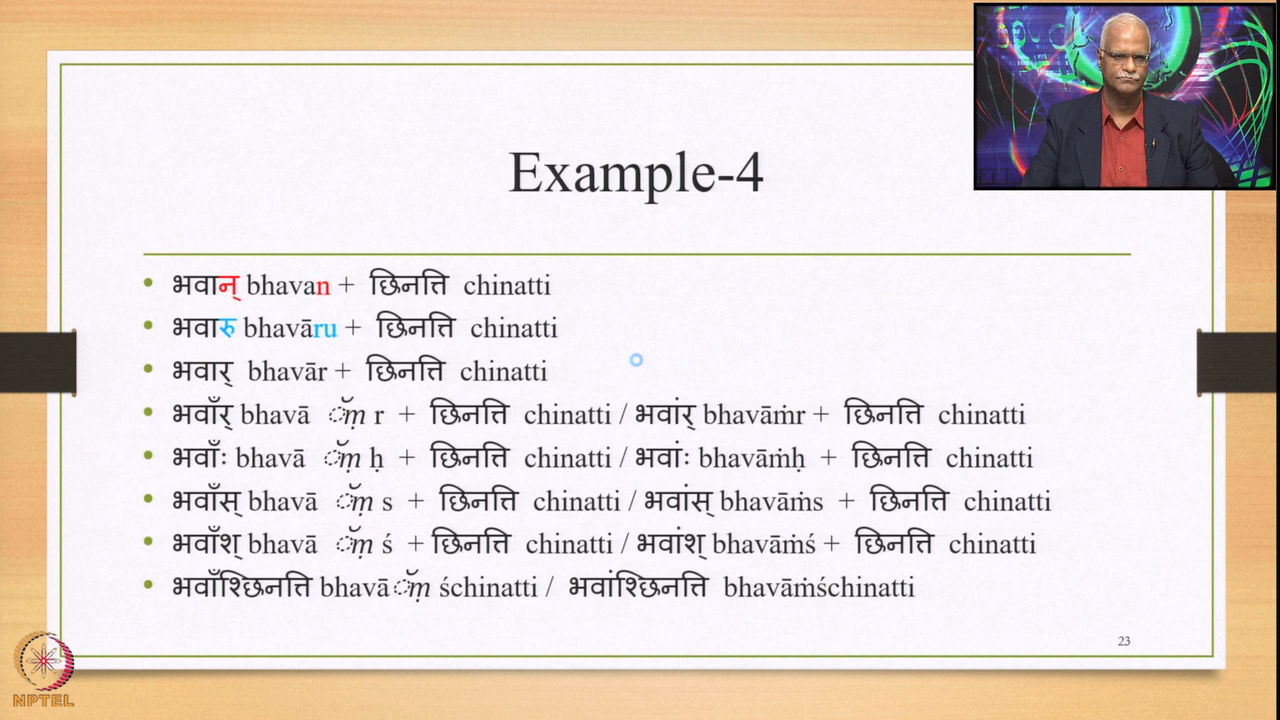 Example-4
• भवान् bhavan + छिनत्ति chinatti
• भवारु bhavāru + छिनत्ति chinatti
• भवार् bhavār + छिनत्ति chinatti
• भवाँर् bhavā ँṃ r + छिनत्ति chinatti / भवांर् bhavāṁr + छिनत्ति chinatti
• भवाँः bhavā ँṃ ḥ + छिनत्ति chinatti / भवांः bhavāṁḥ + छिनत्ति chinatti
• भवाँस् bhavā ँṃ s + छिनत्ति chinatti / भवांस् bhavāṁs + छिनत्ति chinatti
• भवाँश् bhavā ँṃ ś + छिनत्ति chinatti / भवांश् bhavāṁś + छिनत्ति chinatti
• भवाँश्छिनत्ति bhavā ँṃ śchinatti / भवांश्छिनत्ति bhavāṁśchinatti
23
NPTEL